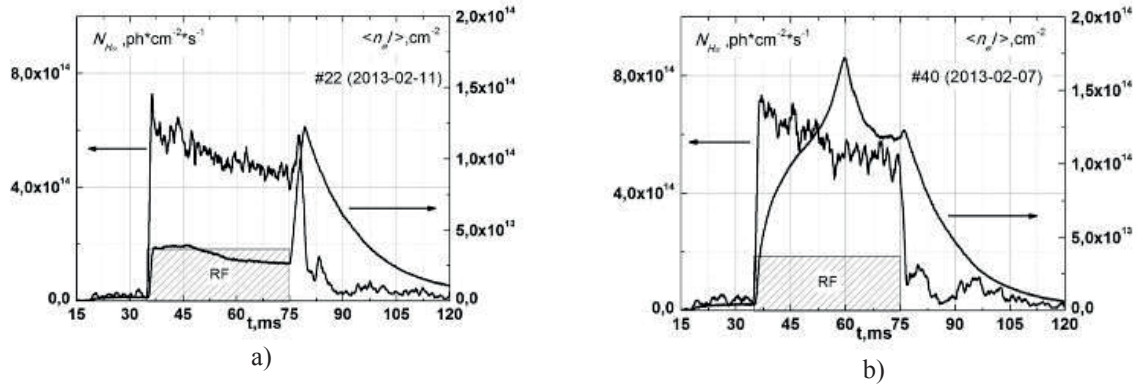 N_Hα ,ph*cm⁻²*s⁻¹
<n_e l>,cm⁻²
#22 (2013-02-11)
8,0x10¹⁴
4,0x10¹⁴
0,0
2,0x10¹⁴
1,5x10¹⁴
1,0x10¹⁴
5,0x10¹³
0,0
RF
15 30 45 60 75 90 105 120
t,ms
a)
N_Hα ,ph*cm⁻²*s⁻¹
<n_e l>,cm⁻²
#40 (2013-02-07)
8,0x10¹⁴
4,0x10¹⁴
0,0
2,0x10¹⁴
1,5x10¹⁴
1,0x10¹⁴
5,0x10¹³
0,0
RF
15 30 45 60 75 90 105 120
t,ms
b)